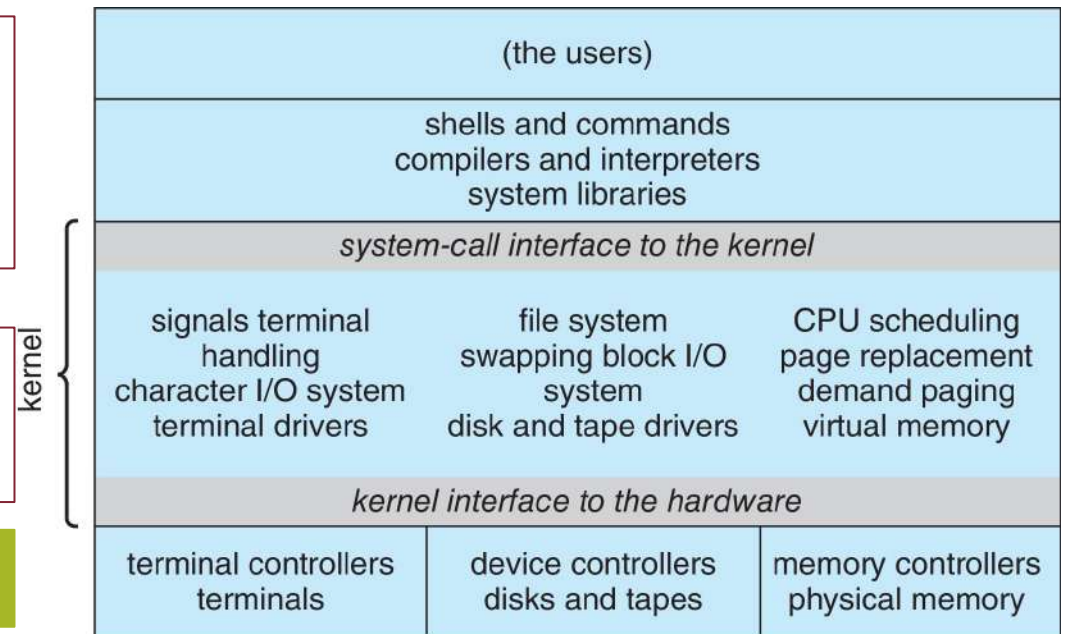 (the users)
shells and commands
compilers and interpreters
system libraries
kernel
system-call interface to the kernel
signals terminal
handling
character I/O system
terminal drivers
file system
swapping block I/O
system
disk and tape drivers
CPU scheduling
page replacement
demand paging
virtual memory
kernel interface to the hardware
terminal controllers
terminals
device controllers
disks and tapes
memory controllers
physical memory